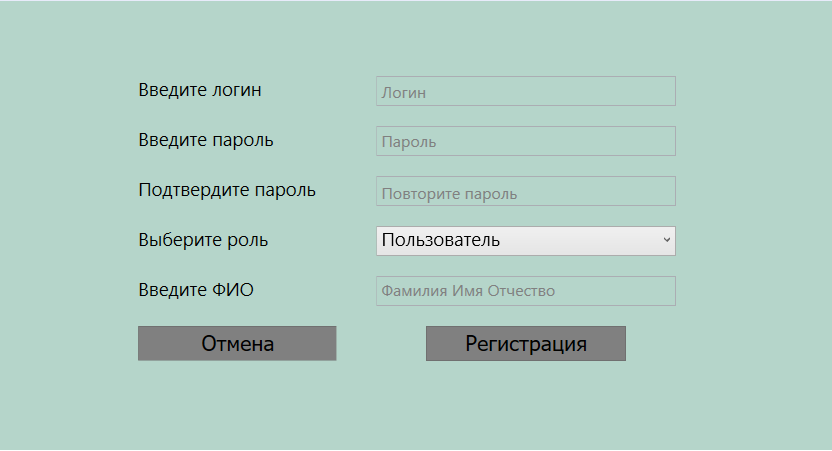 Введите логин
Логин
Введите пароль
Пароль
Подтвердите пароль
Повторите пароль
Выберите роль
Пользователь
Введите ФИО
Фамилия Имя Отчество
Отмена
Регистрация